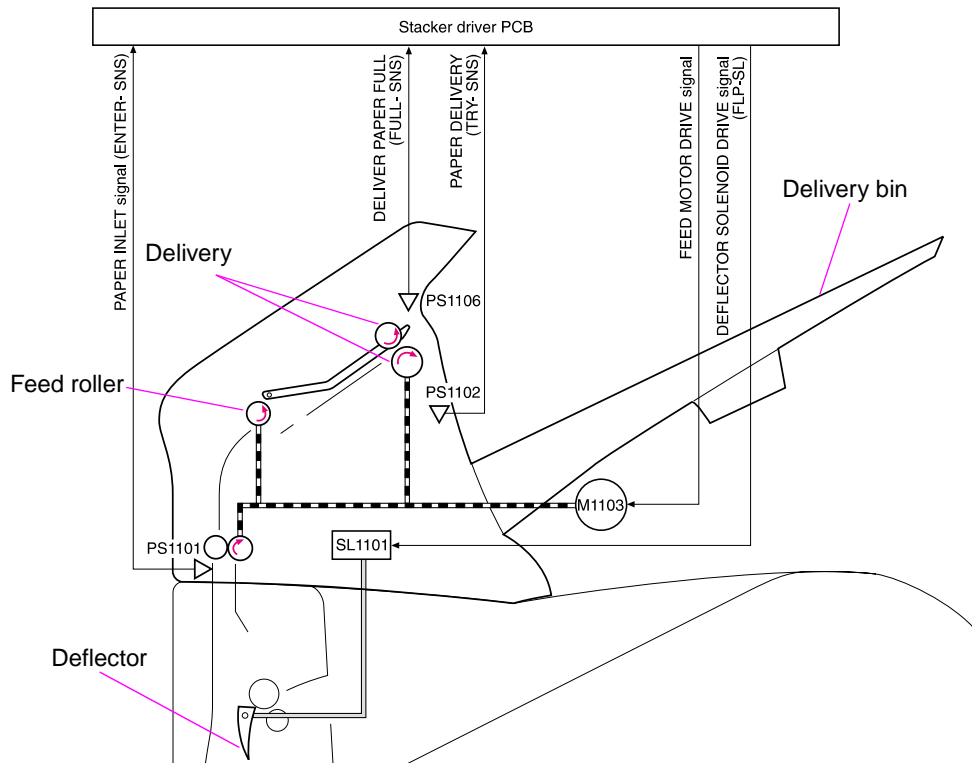 Stacker driver PCB
PAPER INLET signal (ENTER- SNS)
DELIVER PAPER FULL
(FULL- SNS)
PAPER DELIVERY
(TRY- SNS)
FEED MOTOR DRIVE signal
DEFLECTOR SOLENOID DRIVE signal
(FLP-SL)
Delivery bin
Delivery
PS1106
Feed roller
PS1102
M1103
PS1101
SL1101
Deflector